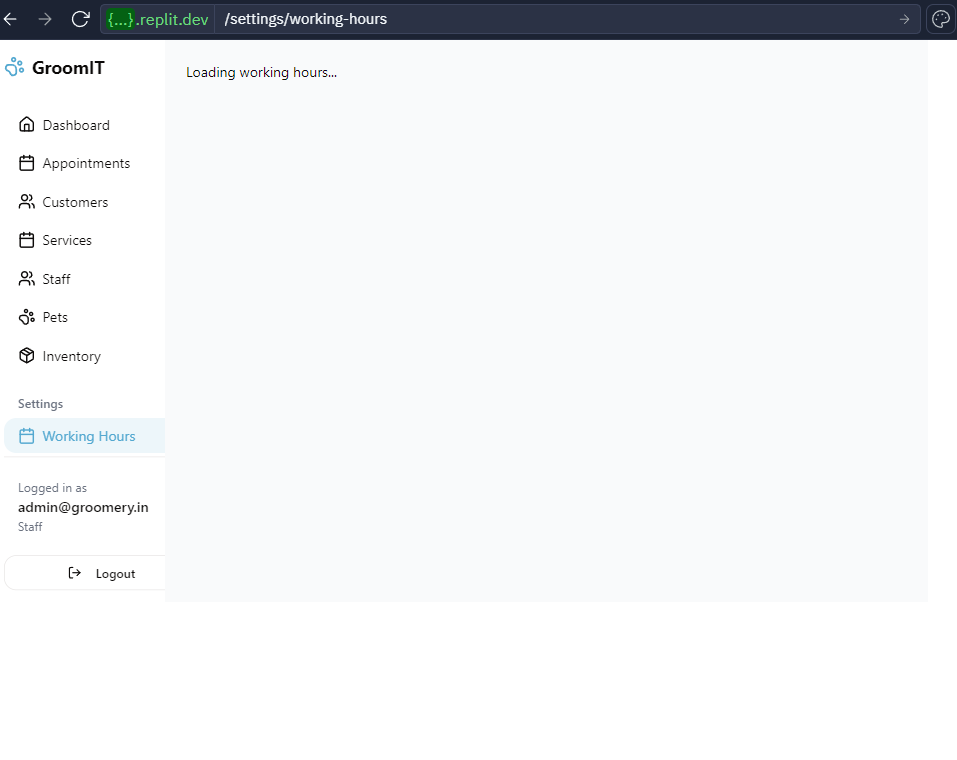 {...}.replit.dev /settings/working-hours
GroomIT
Loading working hours...
Dashboard
Appointments
Customers
Services
Staff
Pets
Inventory
Settings
Working Hours
Logged in as
admin@groomery.in
Staff
Logout